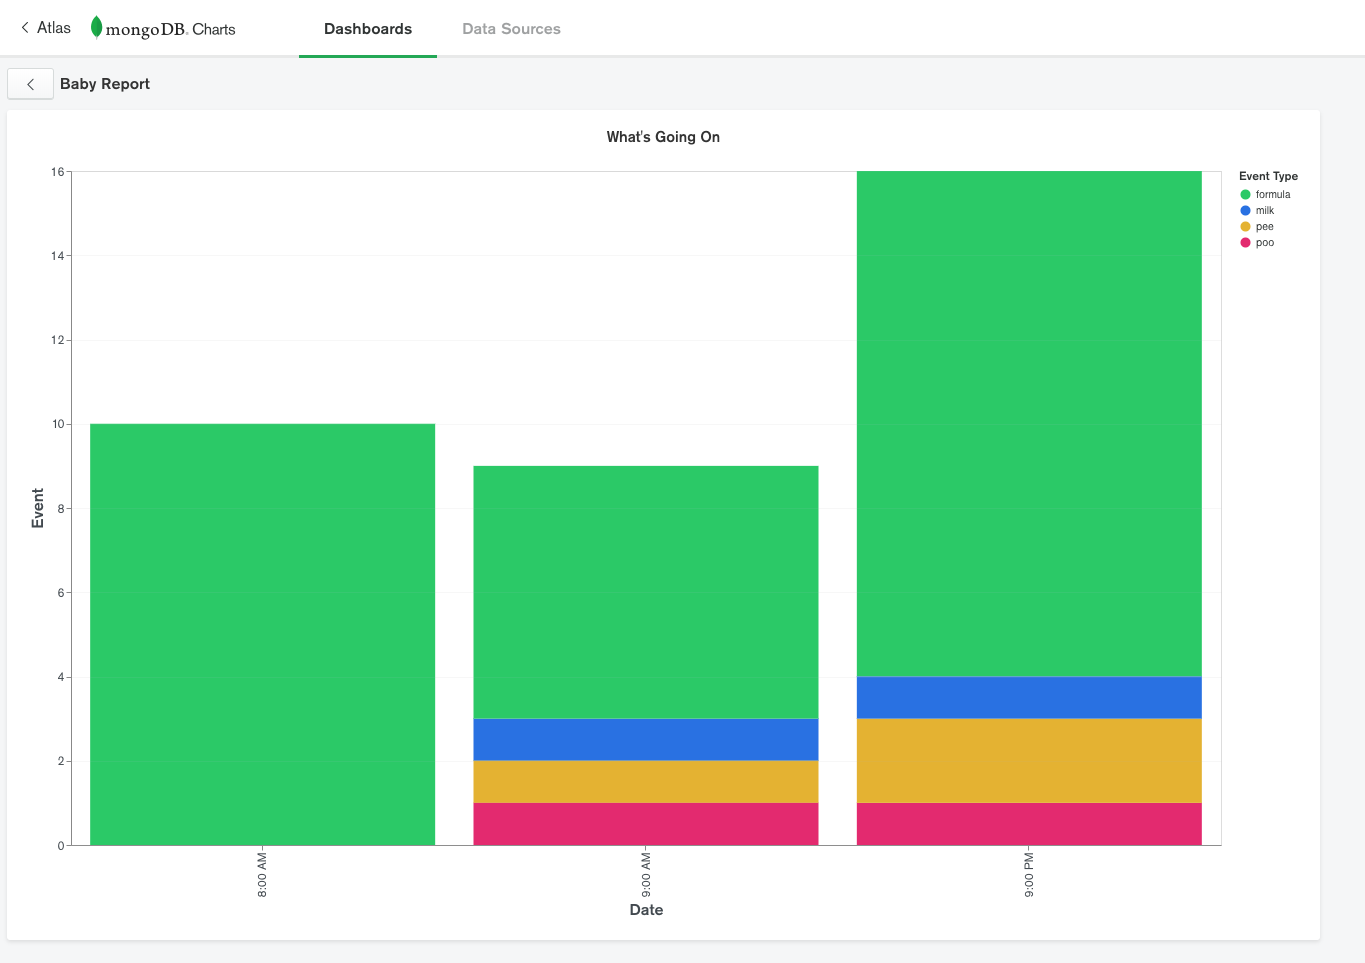 Atlas mongoDB. Charts Dashboards Data Sources
Baby Report
What's Going On
Event Type
formula
milk
pee
poo
16
14
12
10
8
6
4
2
0
Event
8:00 AM 9:00 AM 9:00 PM
Date